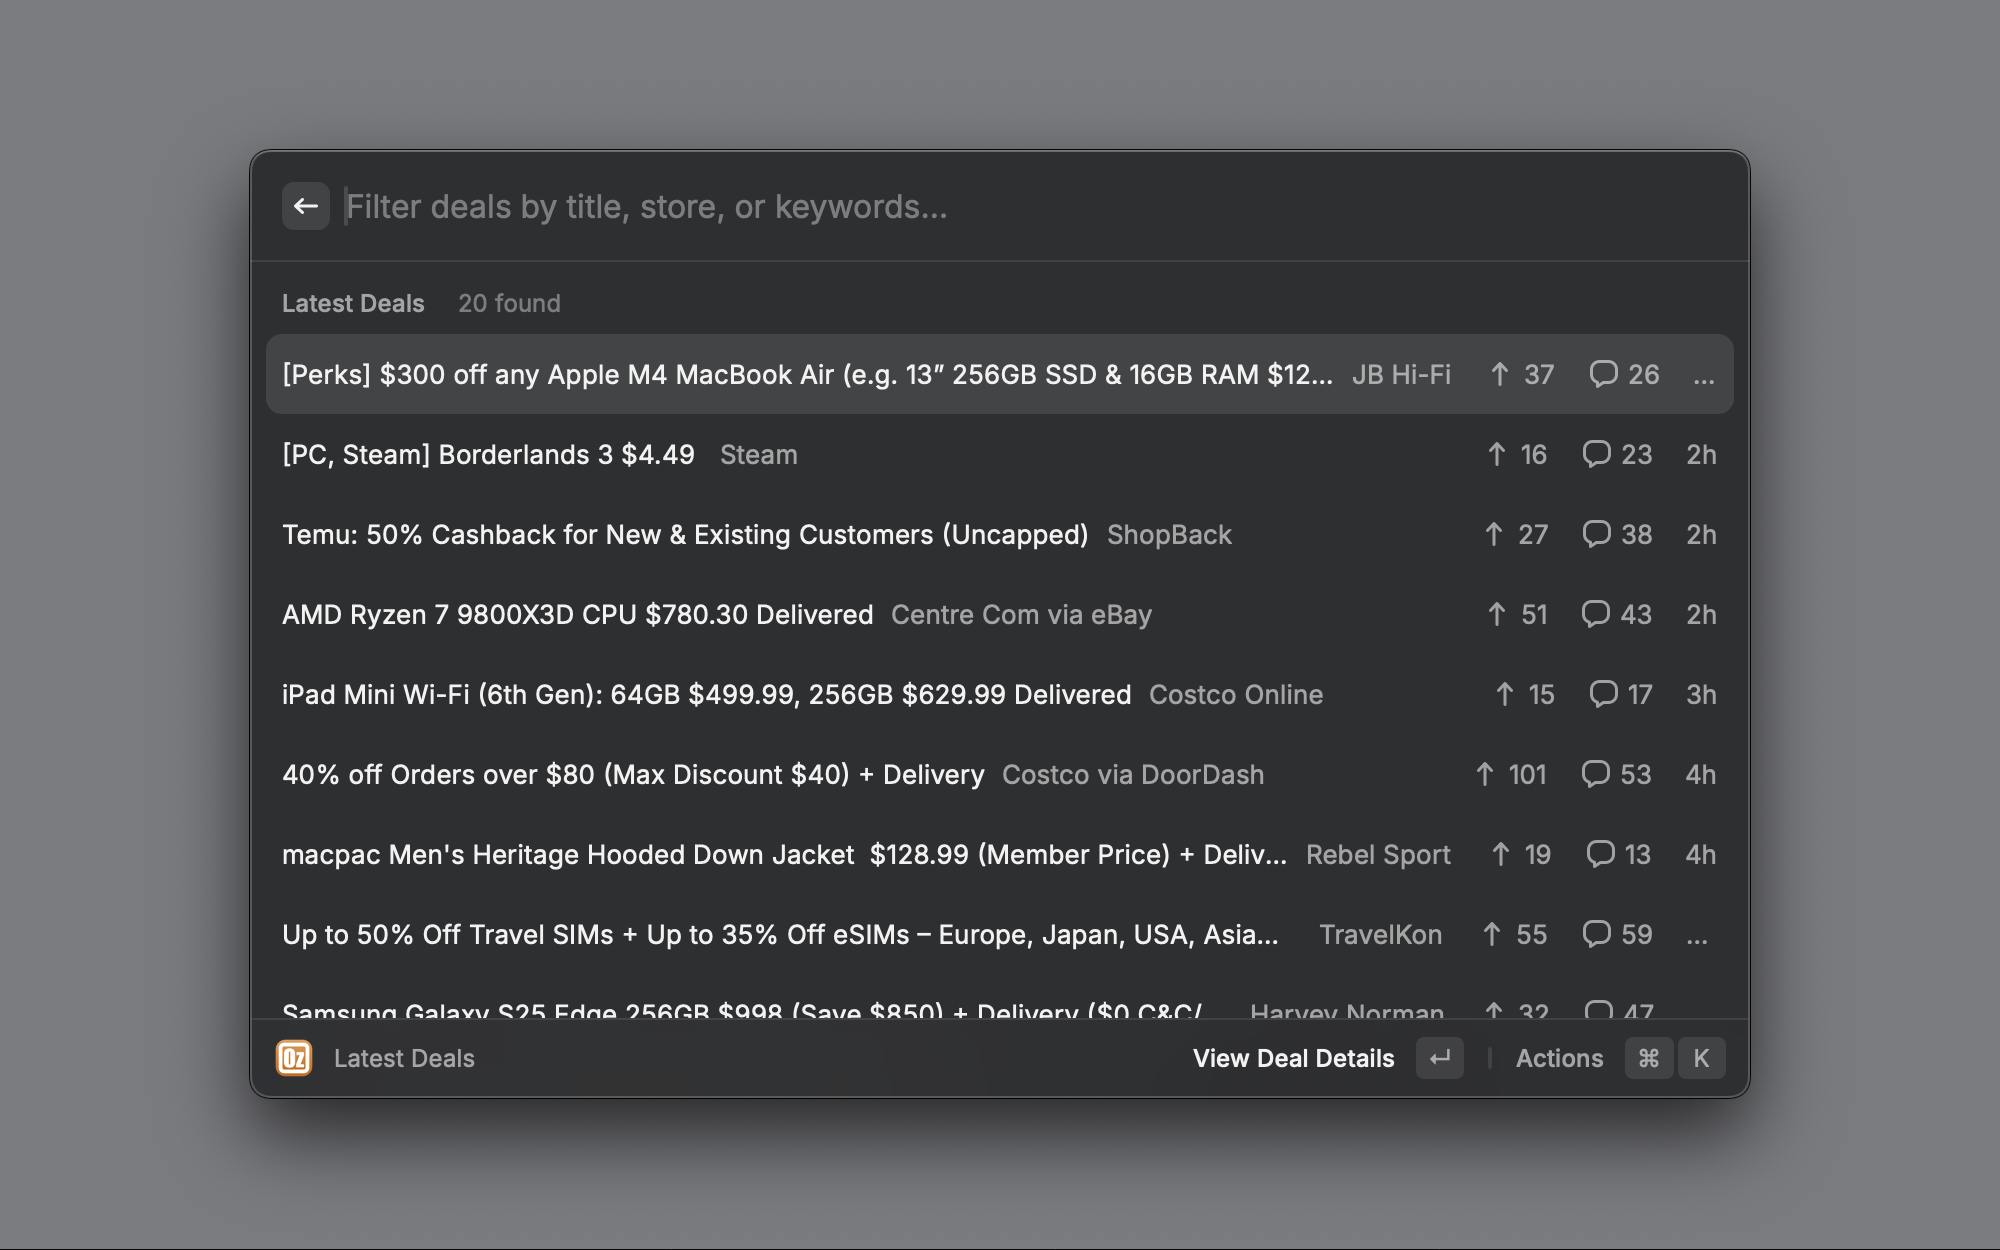 Filter deals by title, store, or keywords...
Latest Deals 20 found
[Perks] $300 off any Apple M4 MacBook Air (e.g. 13” 256GB SSD & 16GB RAM $12... JB Hi-Fi ↑ 37 26 ...
[PC, Steam] Borderlands 3 $4.49 Steam ↑ 16 23 2h
Temu: 50% Cashback for New & Existing Customers (Uncapped) ShopBack ↑ 27 38 2h
AMD Ryzen 7 9800X3D CPU $780.30 Delivered Centre Com via eBay ↑ 51 43 2h
iPad Mini Wi-Fi (6th Gen): 64GB $499.99, 256GB $629.99 Delivered Costco Online ↑ 15 17 3h
40% off Orders over $80 (Max Discount $40) + Delivery Costco via DoorDash ↑ 101 53 4h
macpac Men's Heritage Hooded Down Jacket $128.99 (Member Price) + Deliv... Rebel Sport ↑ 19 13 4h
Up to 50% Off Travel SIMs + Up to 35% Off eSIMs – Europe, Japan, USA, Asia... TravelKon ↑ 55 59 ...
Samsung Galaxy S25 Edge 256GB $998 (Save $850) + Delivery ($0 C&C/ Harvey Norman ↑ 32 47
Oz Latest Deals View Deal Details ↵ Actions ⌘ K